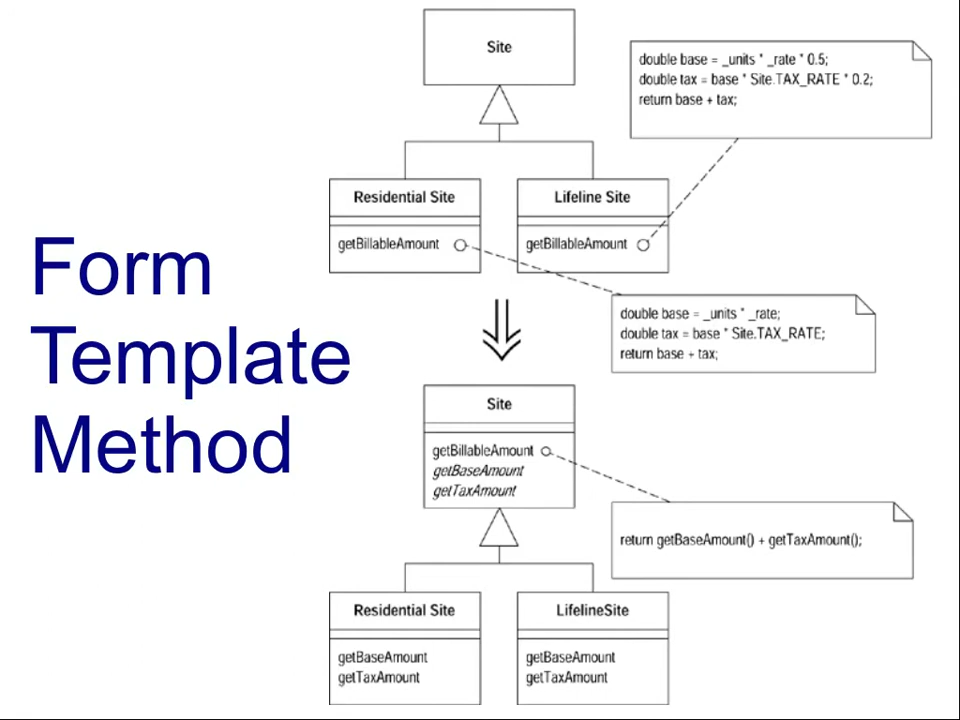 Form
Template
Method
Site
double base = _units * _rate * 0.5;
double tax = base * Site.TAX_RATE * 0.2;
return base + tax;
Residential Site
getBillableAmount
Lifeline Site
getBillableAmount
double base = _units * _rate;
double tax = base * Site.TAX_RATE;
return base + tax;
Site
getBillableAmount
getBaseAmount
getTaxAmount
return getBaseAmount() + getTaxAmount();
Residential Site
getBaseAmount
getTaxAmount
LifelineSite
getBaseAmount
getTaxAmount